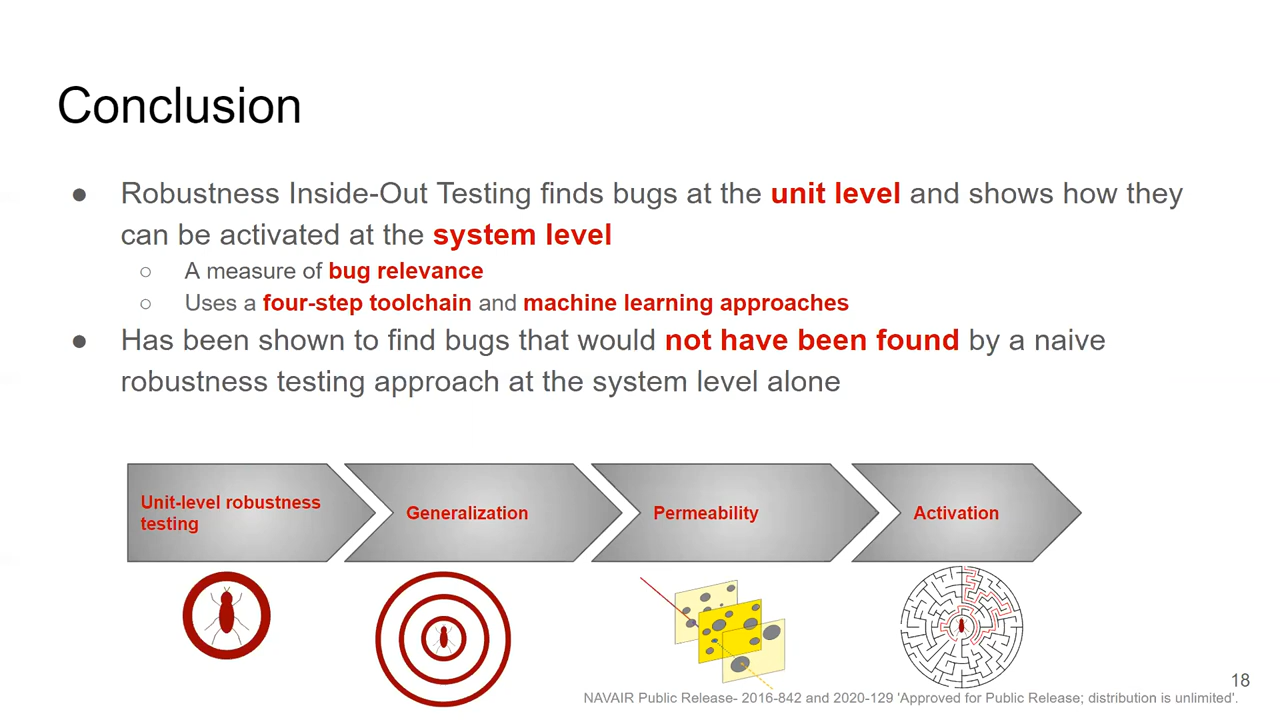 Conclusion
● Robustness Inside-Out Testing finds bugs at the unit level and shows how they
can be activated at the system level
○ A measure of bug relevance
○ Uses a four-step toolchain and machine learning approaches
● Has been shown to find bugs that would not have been found by a naive
robustness testing approach at the system level alone
Unit-level robustness
testing
Generalization
Permeability
Activation
18
NAVAIR Public Release- 2016-842 and 2020-129 'Approved for Public Release; distribution is unlimited'.